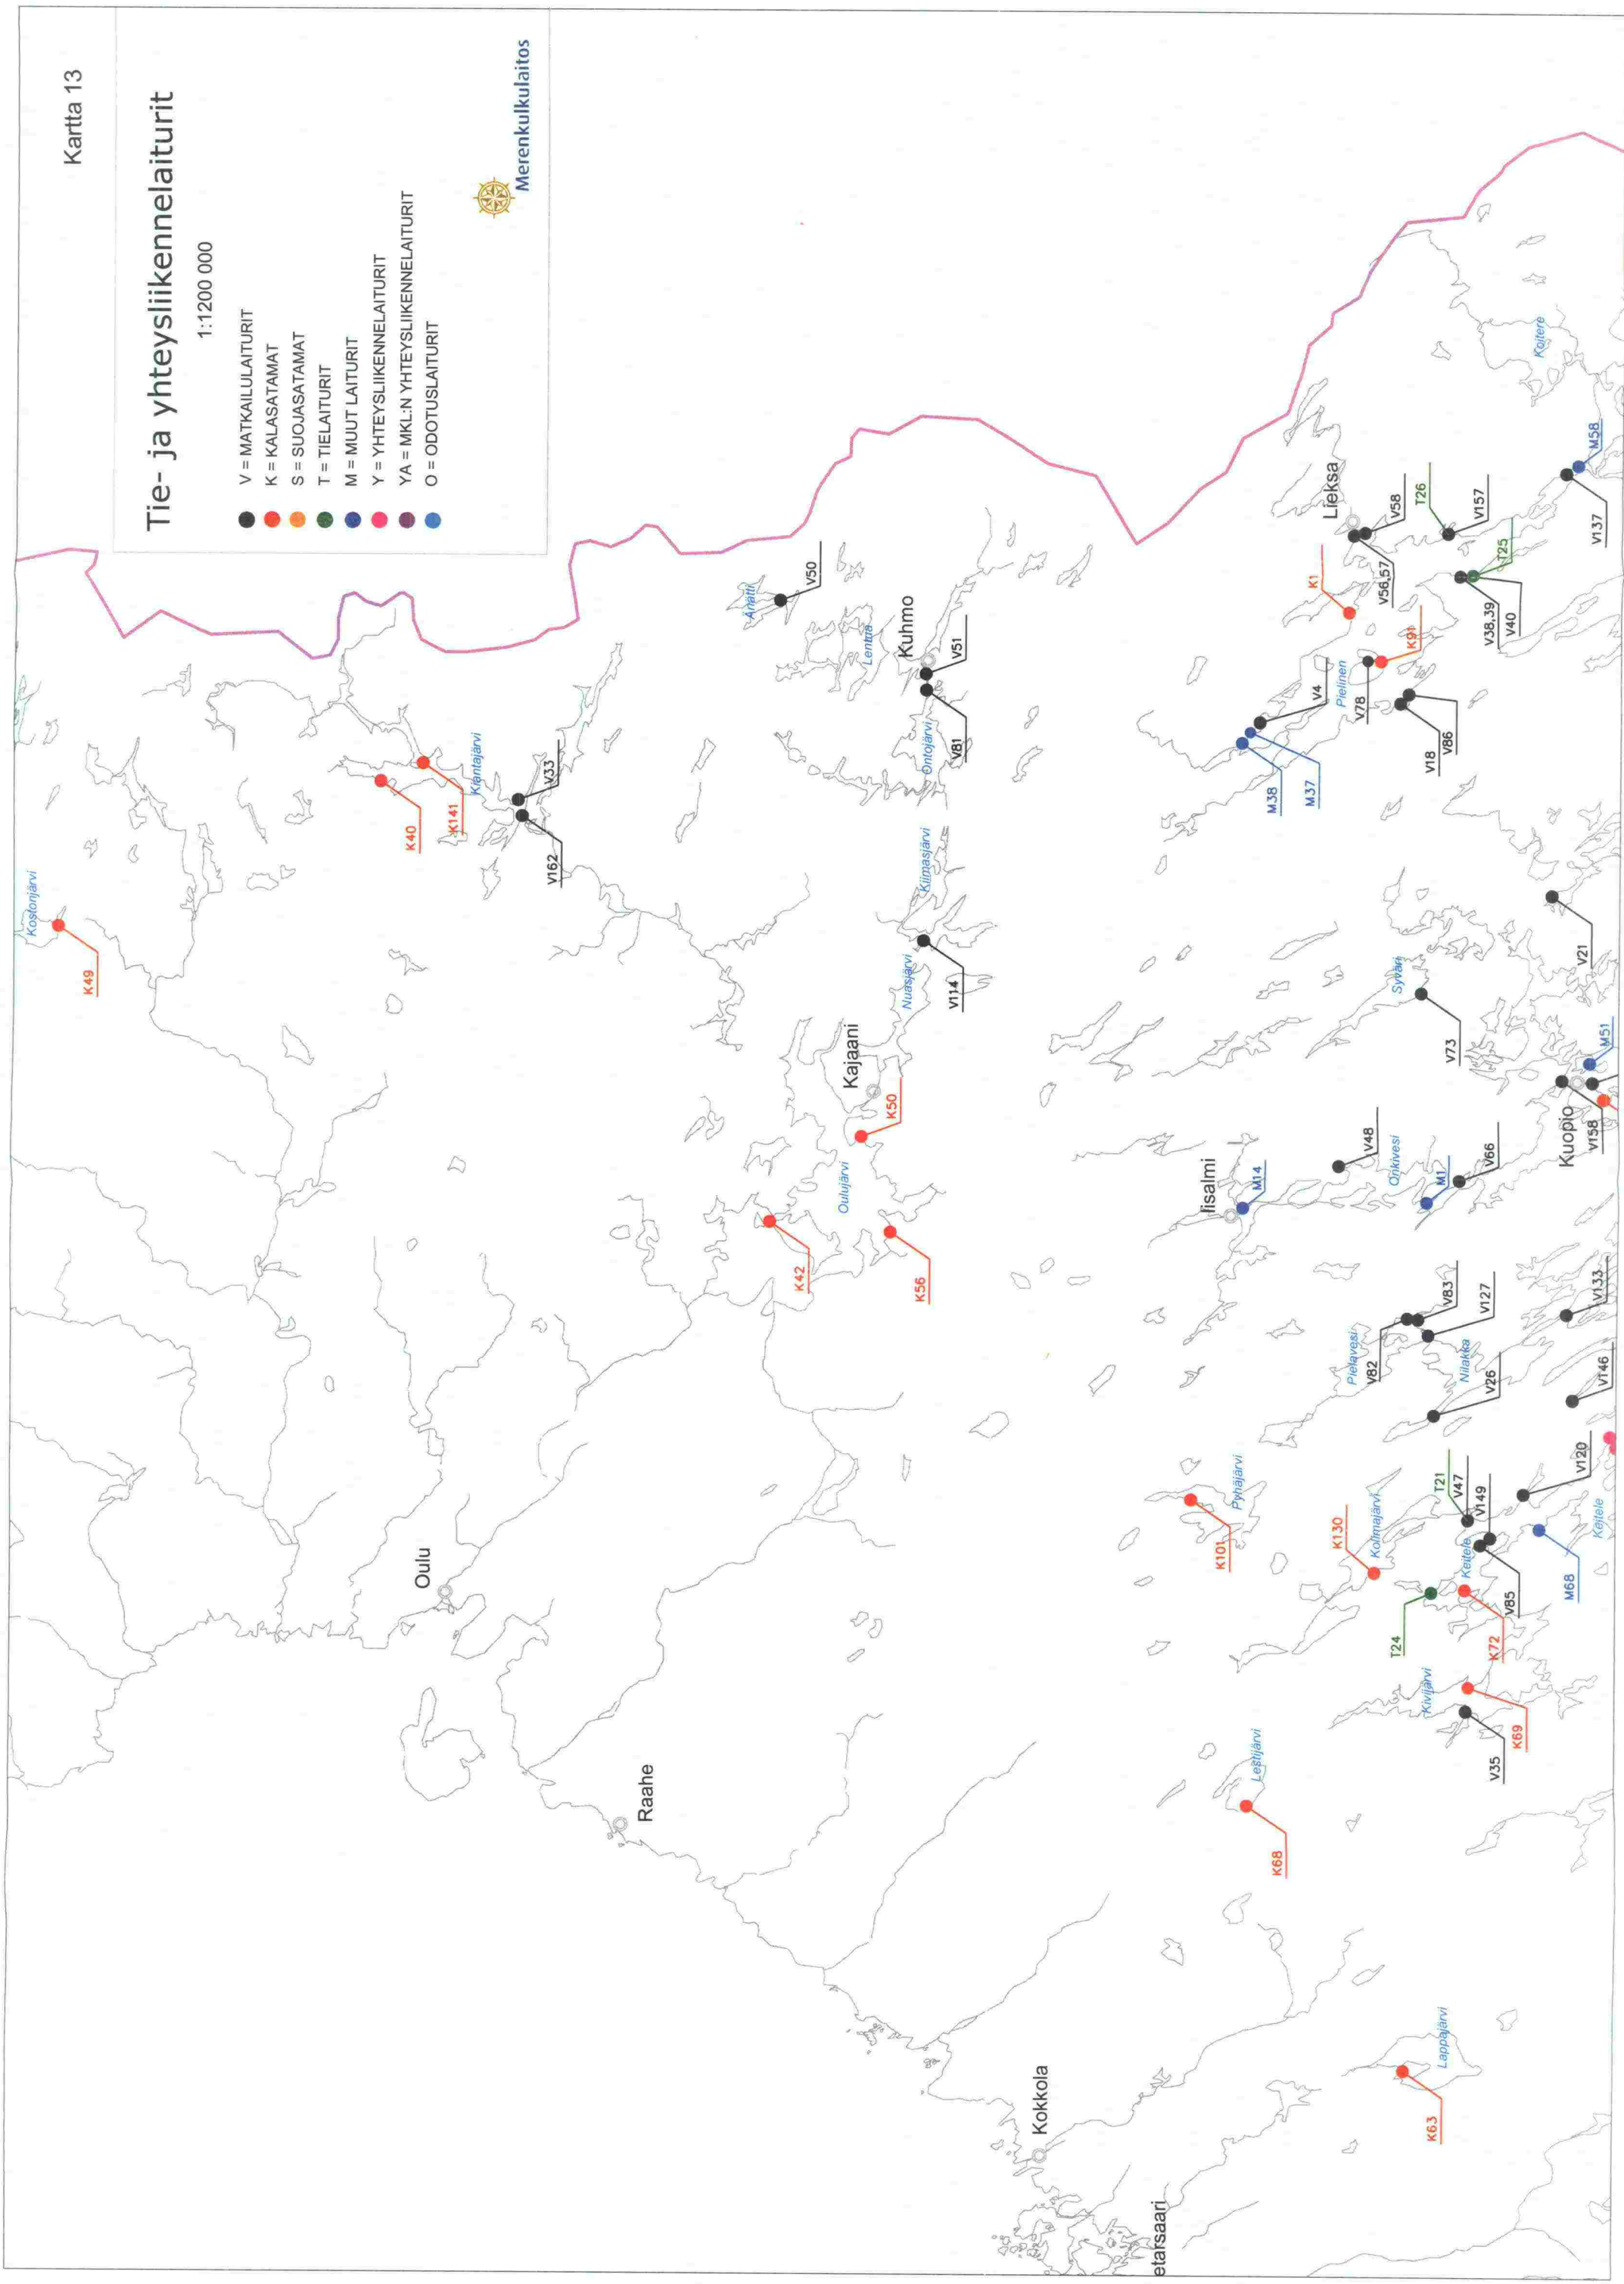 Kartta 13
Tie- ja yhteysliikennelaiturit
1:1200 000
V = MATKAILULAITURIT
K = KALASATAMAT
S = SUOJASATAMAT
T = TIELAITURIT
M = MUUT LAITURIT
Y = YHTEYSLIIKENNELAITURIT
YA = MKL:N YHTEYSLIIKENNELAITURIT
O = ODOTUSLAITURIT
Merenkulkulaitos
Kostonjärvi
K49
K40
K141
Kiantajärvi
V33
V162
Oulu
Raahe
Änätti
V50
Lentua
Kuhmo
V51
Ontojärvi
V81
Kiimasjärvi
Nuasjärvi
V114
Kajaani
K50
Oulujärvi
K42
K56
Kokkola
etarsaari
Lieksa
V58
V56,57
T26
V157
T25
V38,39
V40
K1
K91
Pielinen
V78
V4
V18
V86
M38
M37
Koitere
M58
V137
V21
Syväri
V73
M51
Kuopio
V158
Iisalmi
M14
V48
Onkivesi
M1
V66
Pielavesi
V82
V83
V127
Nilakka
V26
V133
V146
Pyhäjärvi
K101
K130
Kolimajärvi
T21
V47
V149
V120
Keitele
V85
M68
Keitele
T24
K72
Kivijärvi
K69
V35
Lestijärvi
K68
Lappajärvi
K63